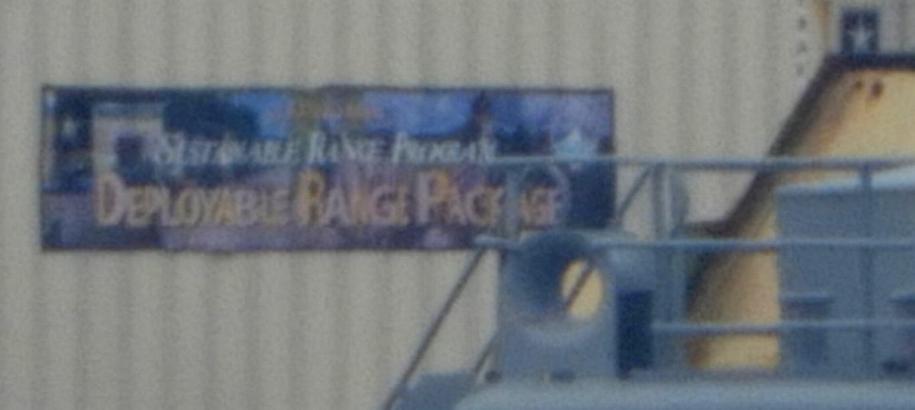 Sustainable Range Program
Deployable Range Package